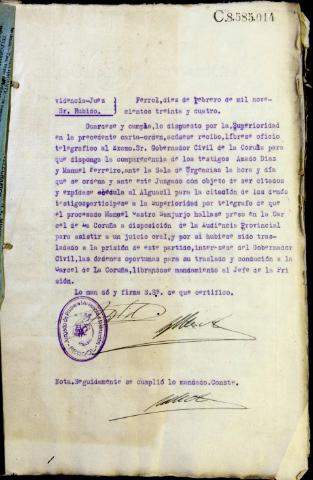 C.8.585.014
videncia-Juez } Ferrol, diez de Febrero de mil nove-
Sr. Rubido. } cientos treinta y cuatro.
Guardese y cumpla, lo dispuesto por la Superioridad
en la precedente carta-orden, acúsese recibo, librese oficio
telegrafico al Excmo. Sr. Gobernador Civil de la Coruña para
que disponga la comparecencia de los testigos Amado Diaz
y Manuel Ferreiro, ante la Sala de Urgencias la hora y dia
que se ordena y ante este Juzgado con objeto de ser citados
y expidase cédula al Alguacil para la citación de los demás
testigos participese a la Superioridad por telegrafo de que
el procesado Manuel Castro Sanjurjo hallase preso en la Car-
cel de la Coruña a disposición de la Audiencia Provincial
para asistir a un juicio oral, y por si hubiese sido tras-
ladado a la prisión de este partido, interesese del Gobernador
Civil, las órdenes oportunas para su traslado y conducción a la
Carcel de La Coruña, librandose mandamiento al Jefe de la Pri
sión.
Lo mandó y firma S.Sª. de que certifico.
Nota. Seguidamente se cumplió lo mandado. Conste.